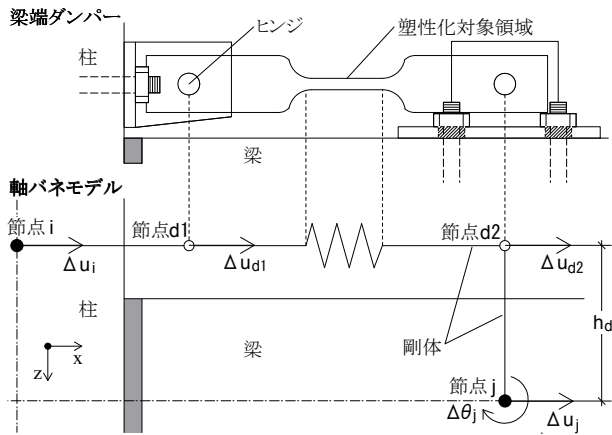 梁端ダンパー
ヒンジ
塑性化対象領域
柱
梁
軸バネモデル
節点i
節点d1
節点d2
Δui
Δud1
Δud2
柱
hd
梁
剛体
x
z
節点j
Δθj
Δuj